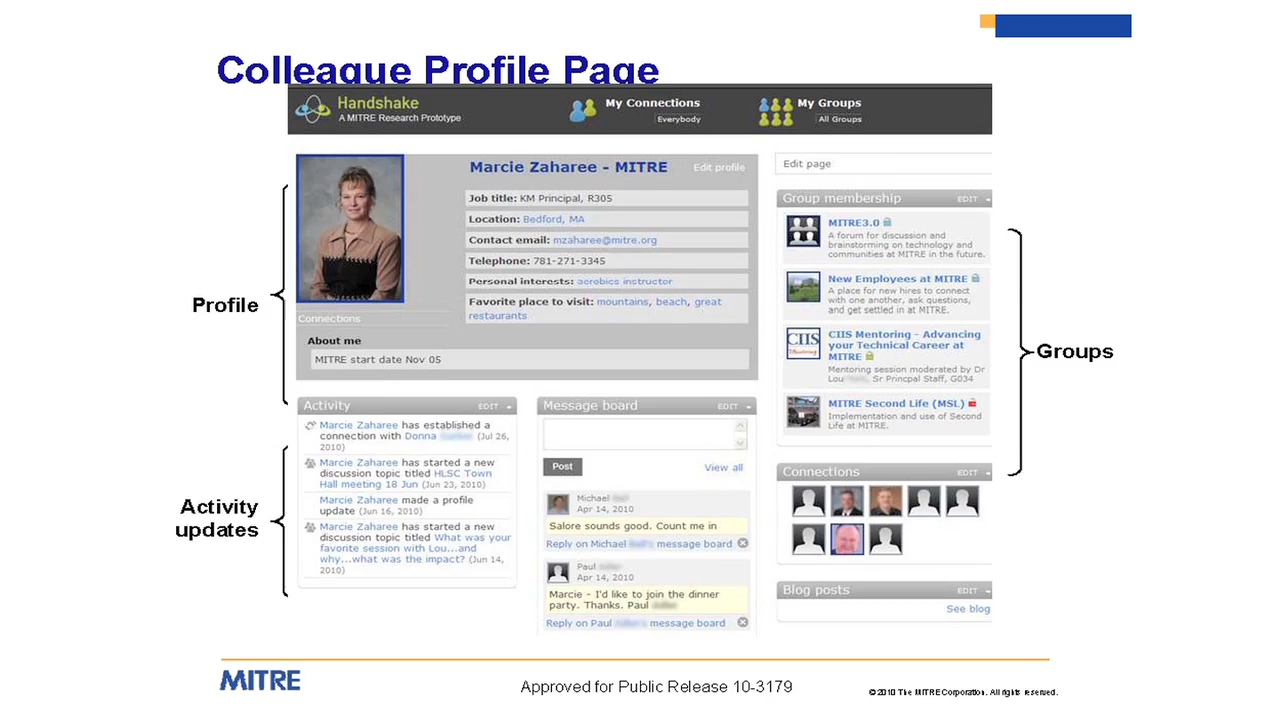 Colleague Profile Page
Handshake
A MITRE Research Prototype
My Connections
Everybody
My Groups
All Groups
Marcie Zaharee - MITRE
Edit profile
Job title: KM Principal, R305
Location: Bedford, MA
Contact email: mzaharee@mitre.org
Telephone: 781-271-3345
Personal interests: aerobics instructor
Favorite place to visit: mountains, beach, great
restaurants
Connections
About me
MITRE start date Nov 05
Profile
Activity
EDIT
Marcie Zaharee has established a
connection with Donna (Jul 26,
2010)
Marcie Zaharee has started a new
discussion topic titled HLSC Town
Hall meeting 18 Jun (Jun 23, 2010)
Marcie Zaharee made a profile
update (Jun 16, 2010)
Marcie Zaharee has started a new
discussion topic titled What was your
favorite session with Lou...and
why...what was the impact? (Jun 14,
2010)
Activity
updates
Message board
EDIT
Post
View all
Michael
Apr 14, 2010
Salore sounds good. Count me in
Reply on Michael message board
Paul
Apr 14, 2010
Marcie - I'd like to join the dinner
party. Thanks. Paul
Reply on Paul message board
Edit page
Group membership
EDIT
MITRE3.0
A forum for discussion and
brainstorming on technology and
communities at MITRE in the future.
New Employees at MITRE
A place for new hires to connect
with one another, ask questions,
and get settled in at MITRE.
CIIS
Mentoring
CIIS Mentoring - Advancing
your Technical Career at
MITRE
Mentoring session moderated by Dr
Lou , Sr Princpal Staff, G034
MITRE Second Life (MSL)
Implementation and use of Second
Life at MITRE.
Groups
Connections
EDIT
Blog posts
EDIT
See blog
MITRE
Approved for Public Release 10-3179
© 2010 The MITRE Corporation. All rights reserved.